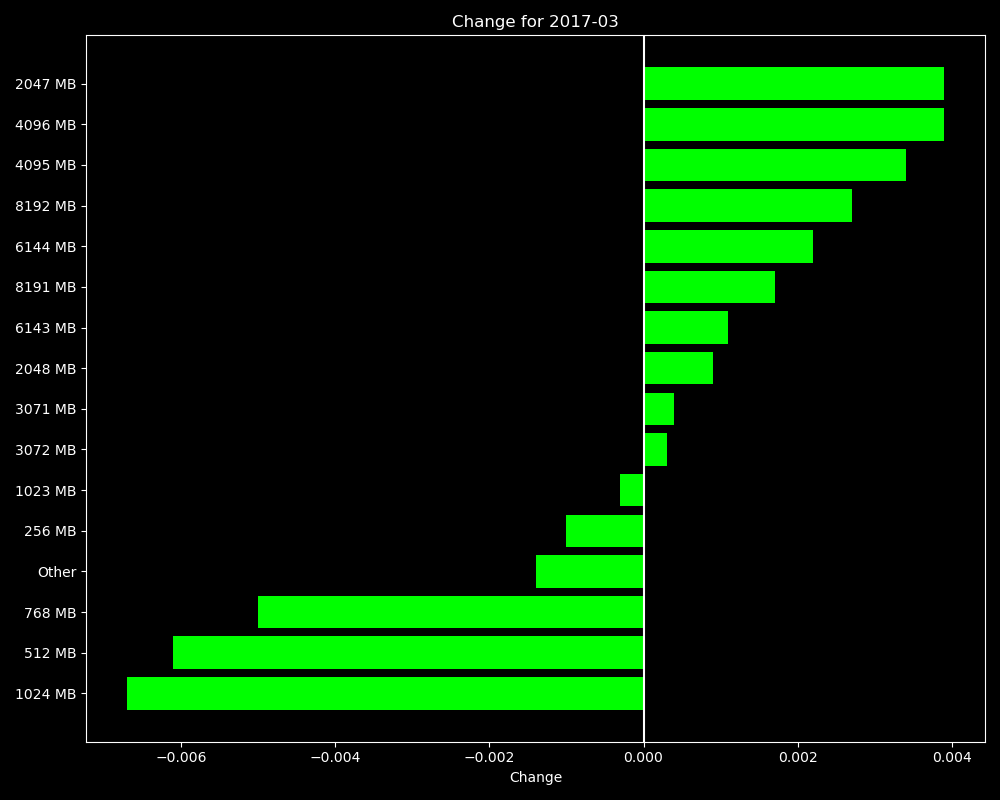 Change for 2017-03
2047 MB
4096 MB
4095 MB
8192 MB
6144 MB
8191 MB
6143 MB
2048 MB
3071 MB
3072 MB
1023 MB
256 MB
Other
768 MB
512 MB
1024 MB
−0.006 −0.004 −0.002 0.000 0.002 0.004
Change